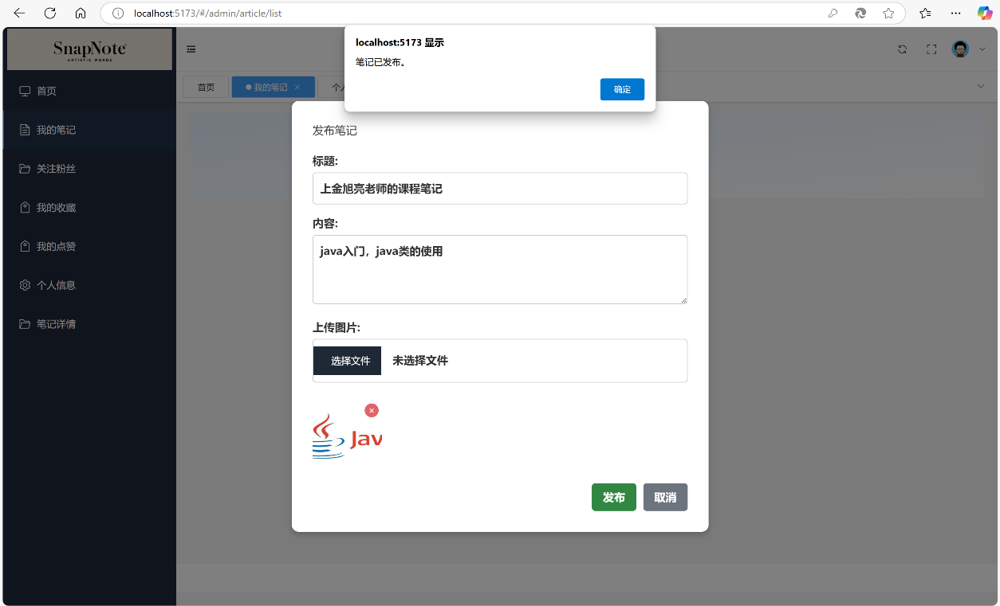 localhost:5173/#/admin/article/list
SnapNote
ARTISTIC WORDS
localhost:5173 显示
笔记已发布。
确定
首页
我的笔记
个人
首页
我的笔记
关注粉丝
我的收藏
我的点赞
个人信息
笔记详情
发布笔记
标题:
上金旭亮老师的课程笔记
内容:
java入门，java类的使用
上传图片:
选择文件 未选择文件
Jav
发布 取消